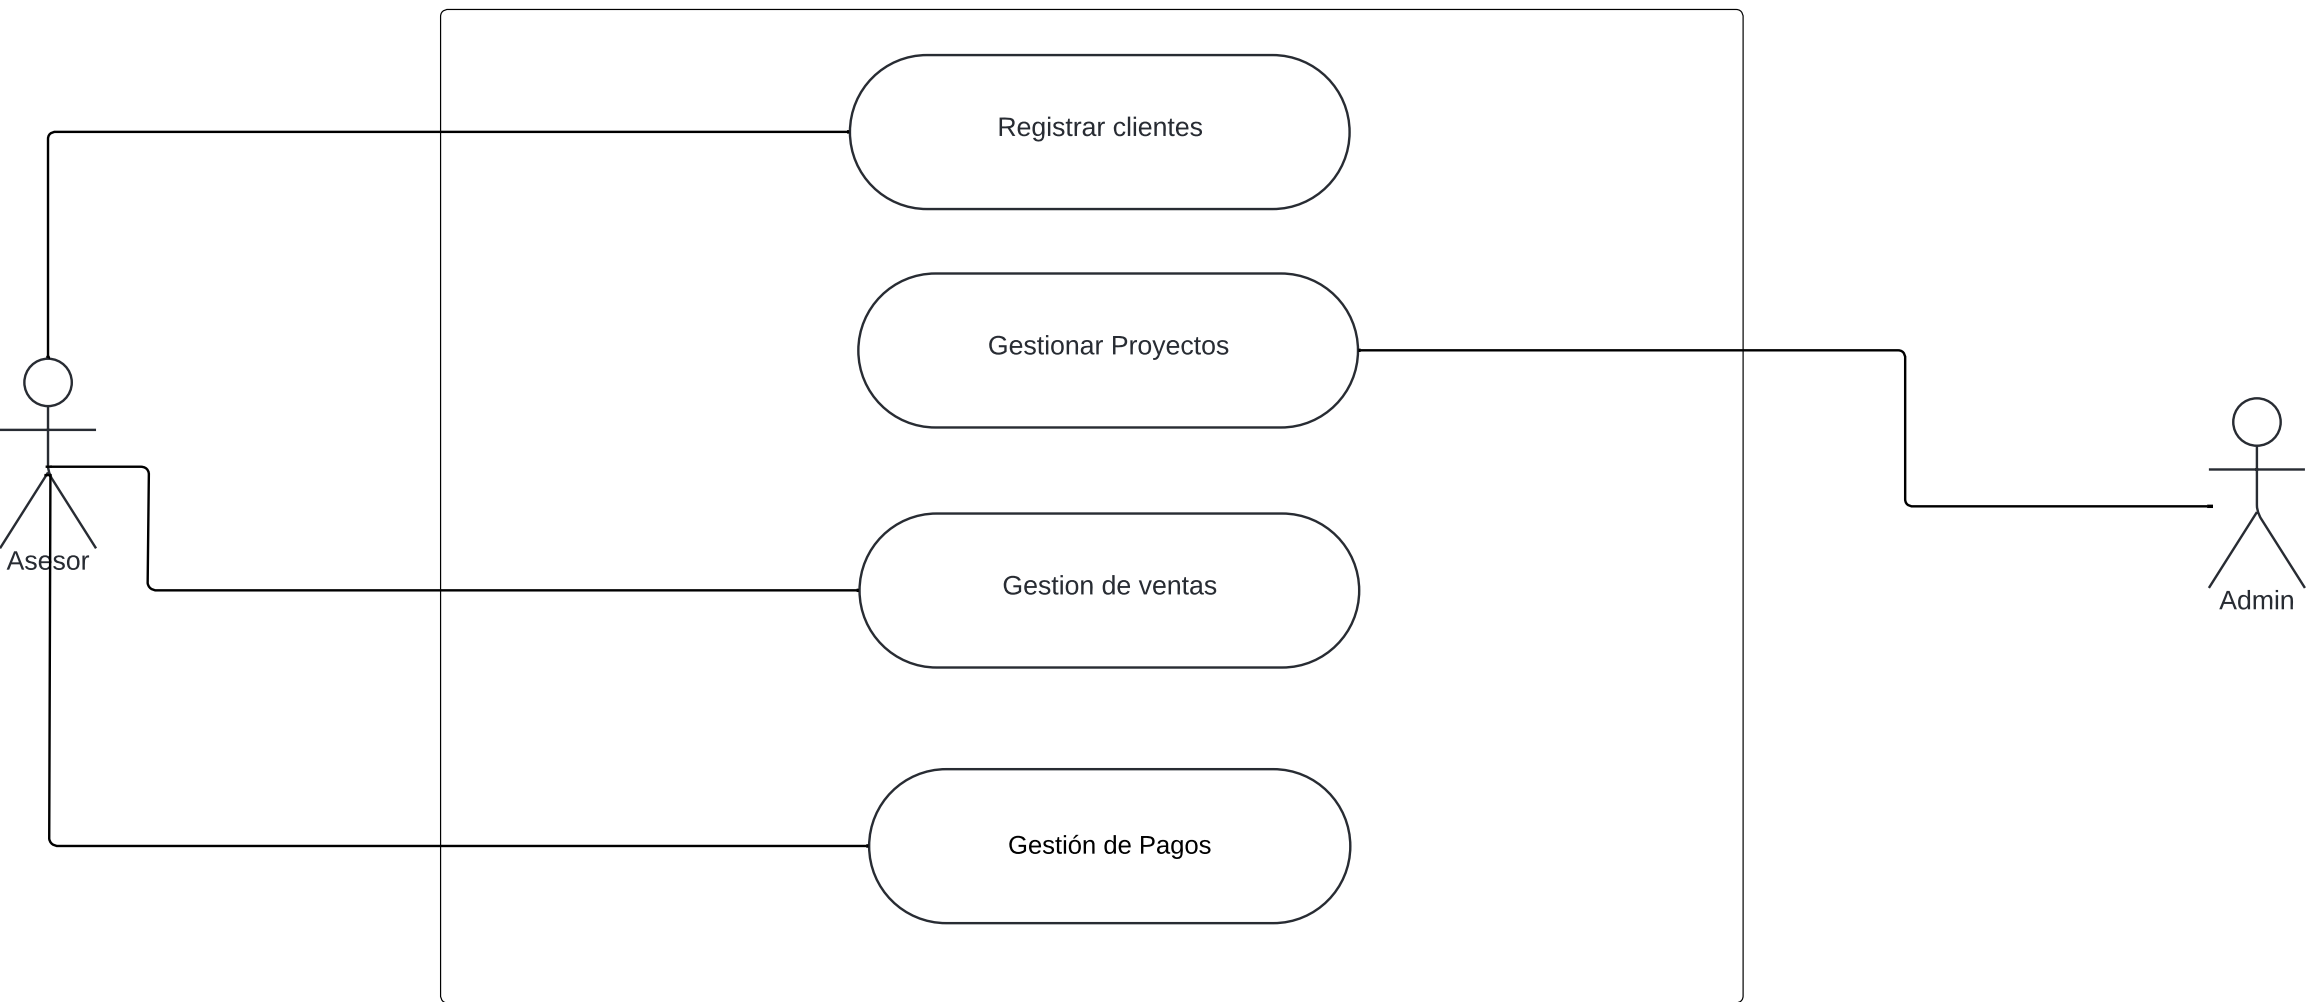 Registrar clientes
Gestionar Proyectos
Asesor
Gestion de ventas
Admin
Gestión de Pagos